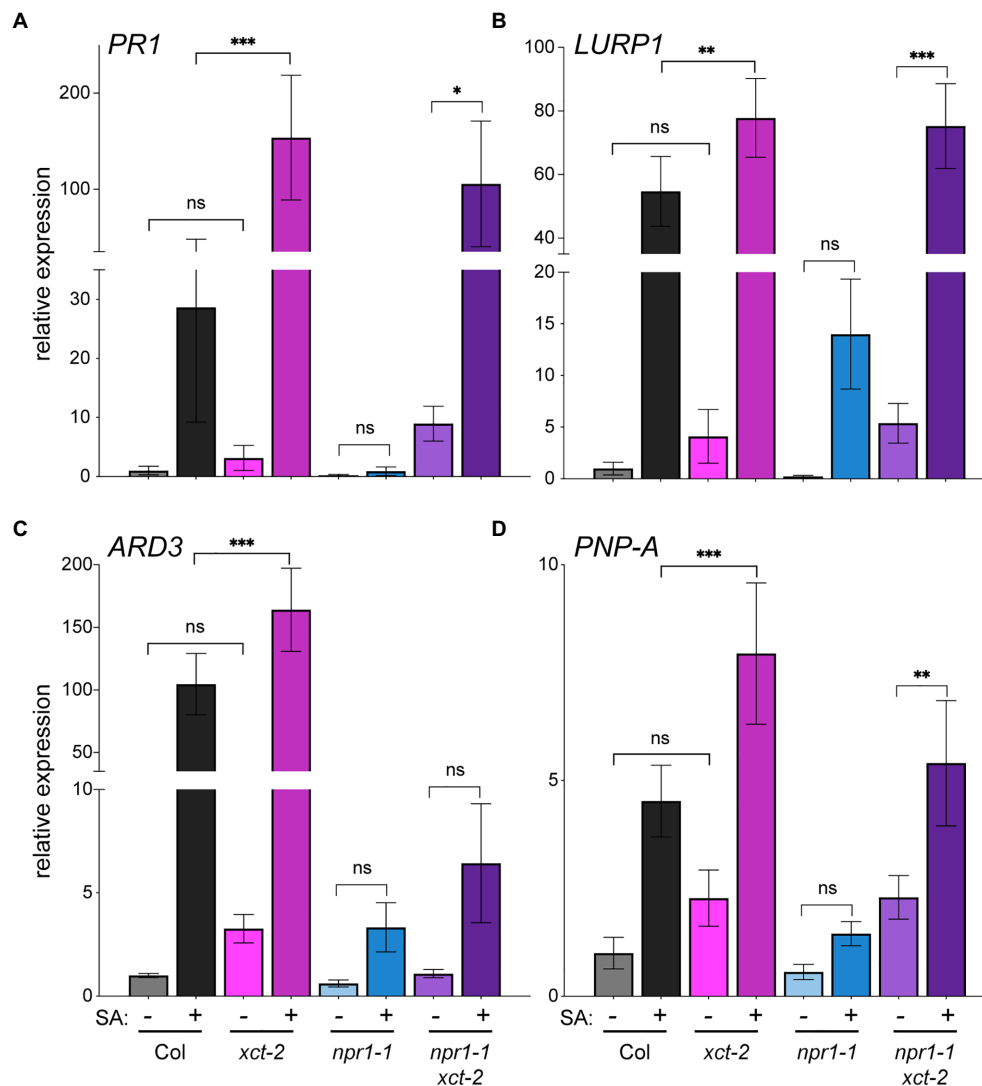 A
PR1
***
200
*
ns
100
relative expression
30
20
10
ns
0
B
LURP1
100
**
***
80
ns
60
40
ns
20
15
10
5
0
C
ARD3
***
200
ns
150
100
50
relative expression
10
ns
ns
5
0
D
PNP-A
10
***
**
ns
5
ns
0
SA: - + - + - + - +
Col xct-2 npr1-1 npr1-1
xct-2
- + - + - + - +
Col xct-2 npr1-1 npr1-1
xct-2